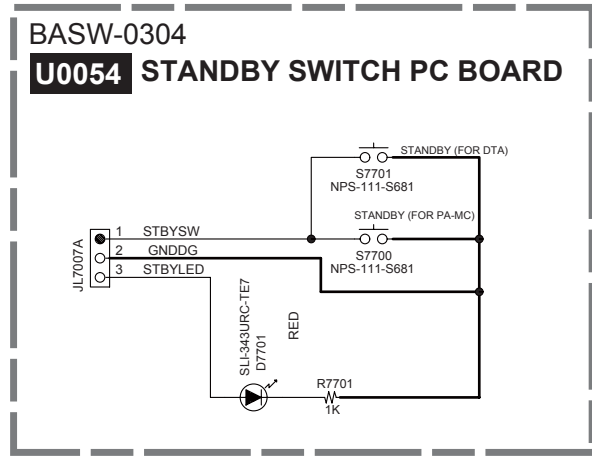 BASW-0304
U0054 STANDBY SWITCH PC BOARD
STANDBY (FOR DTA)
S7701
NPS-111-S681
STANDBY (FOR PA-MC)
S7700
NPS-111-S681
JL7007A
1 STBYSW
2 GNDDG
3 STBYLED
SLI-343URC-TE7
D7701
RED
R7701
1K